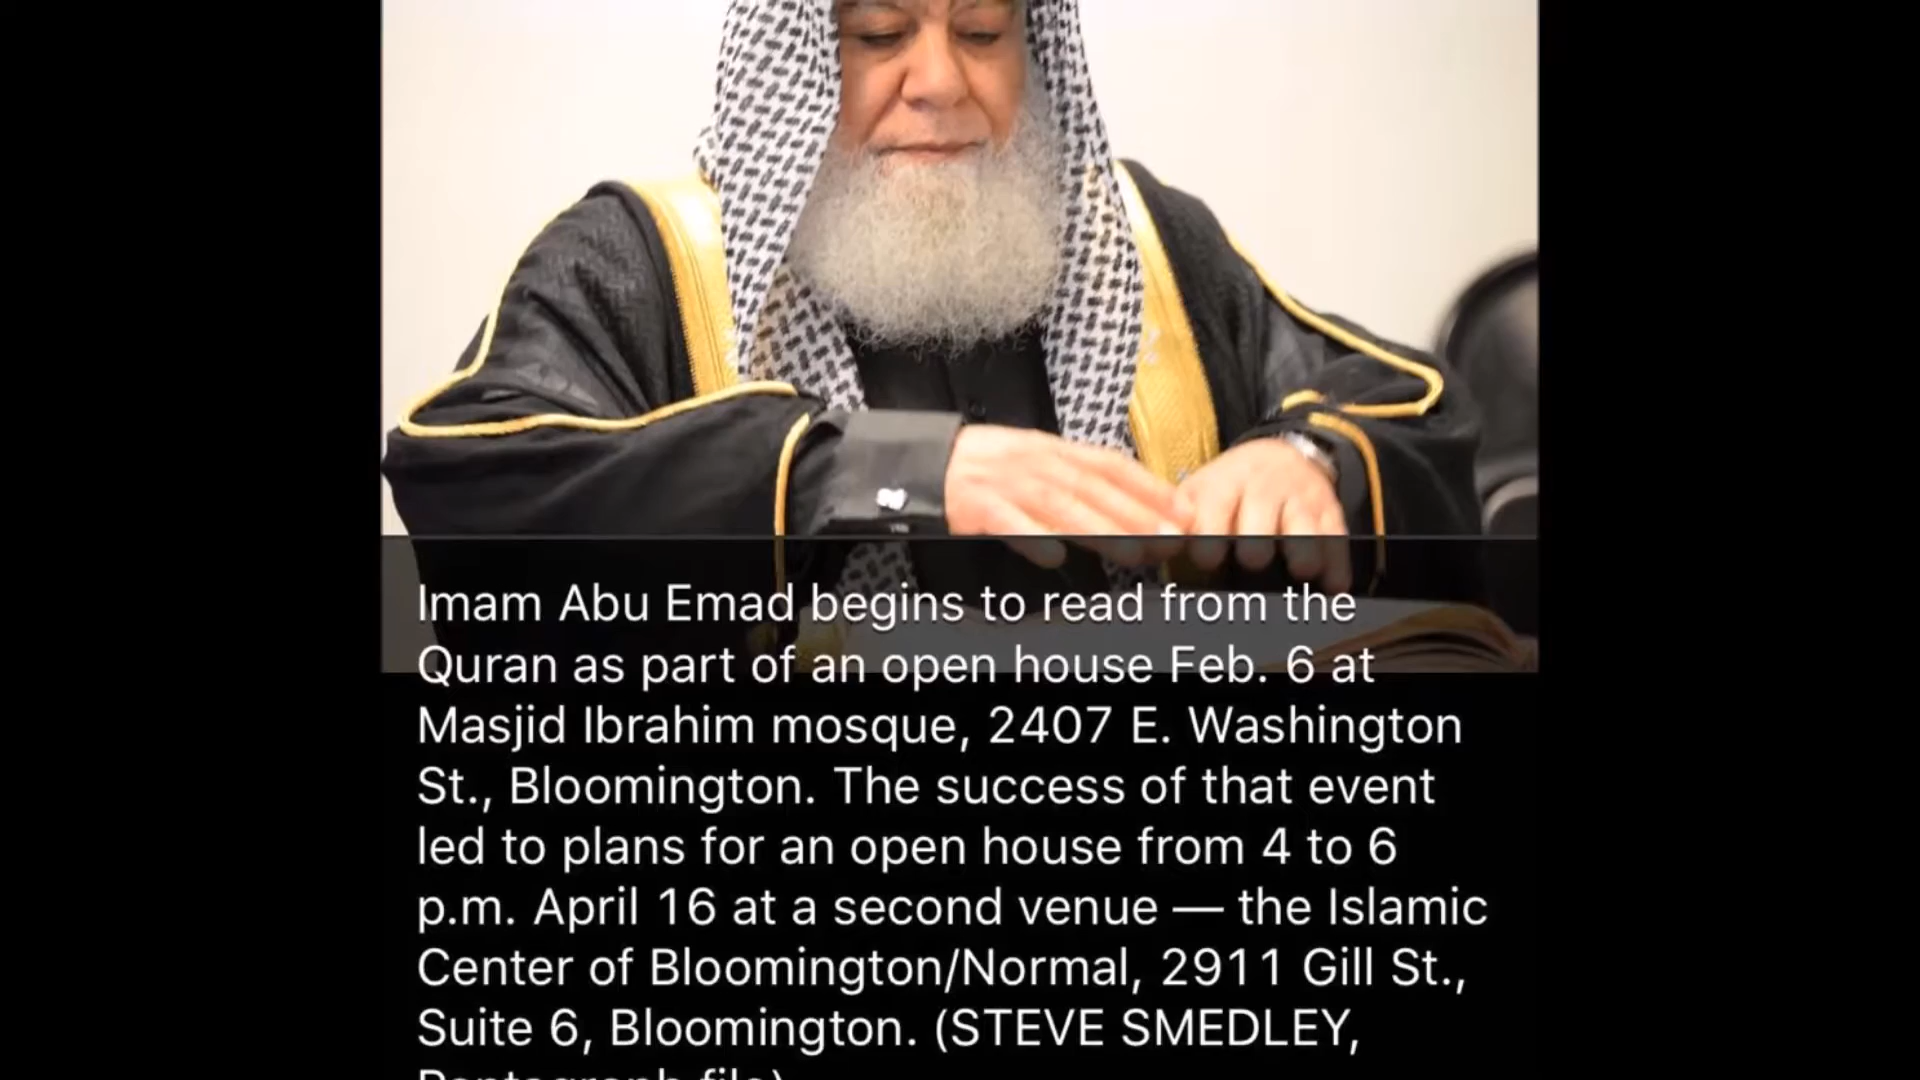 Imam Abu Emad begins to read from the
Quran as part of an open house Feb. 6 at
Masjid Ibrahim mosque, 2407 E. Washington
St., Bloomington. The success of that event
led to plans for an open house from 4 to 6
p.m. April 16 at a second venue — the Islamic
Center of Bloomington/Normal, 2911 Gill St.,
Suite 6, Bloomington. (STEVE SMEDLEY,